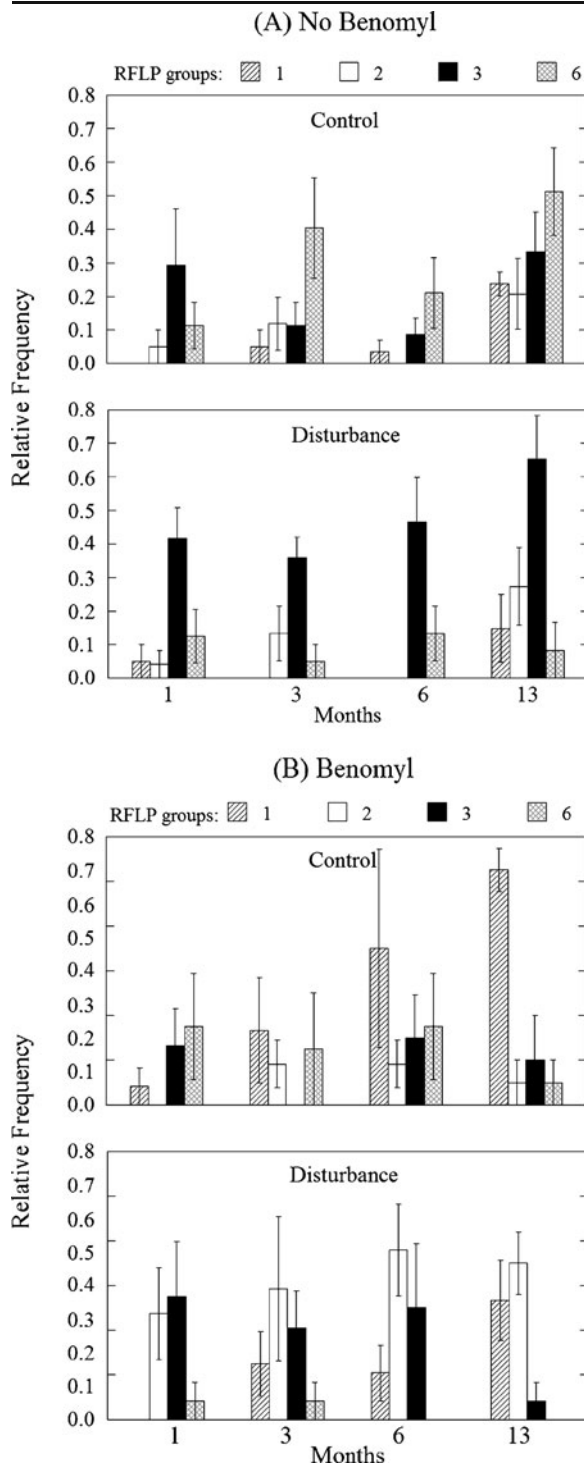 (A) No Benomyl
RFLP groups: 1 2 3 6
0.8
Control
0.7
0.6
0.5
0.4
0.3
0.2
0.1
0.0
Relative Frequency
0.8
Disturbance
0.7
0.6
0.5
0.4
0.3
0.2
0.1
0.0
1 3 6 13
Months
(B) Benomyl
RFLP groups: 1 2 3 6
0.8
Control
0.7
0.6
0.5
0.4
0.3
0.2
0.1
0.0
Relative Frequency
0.8
Disturbance
0.7
0.6
0.5
0.4
0.3
0.2
0.1
0.0
1 3 6 13
Months